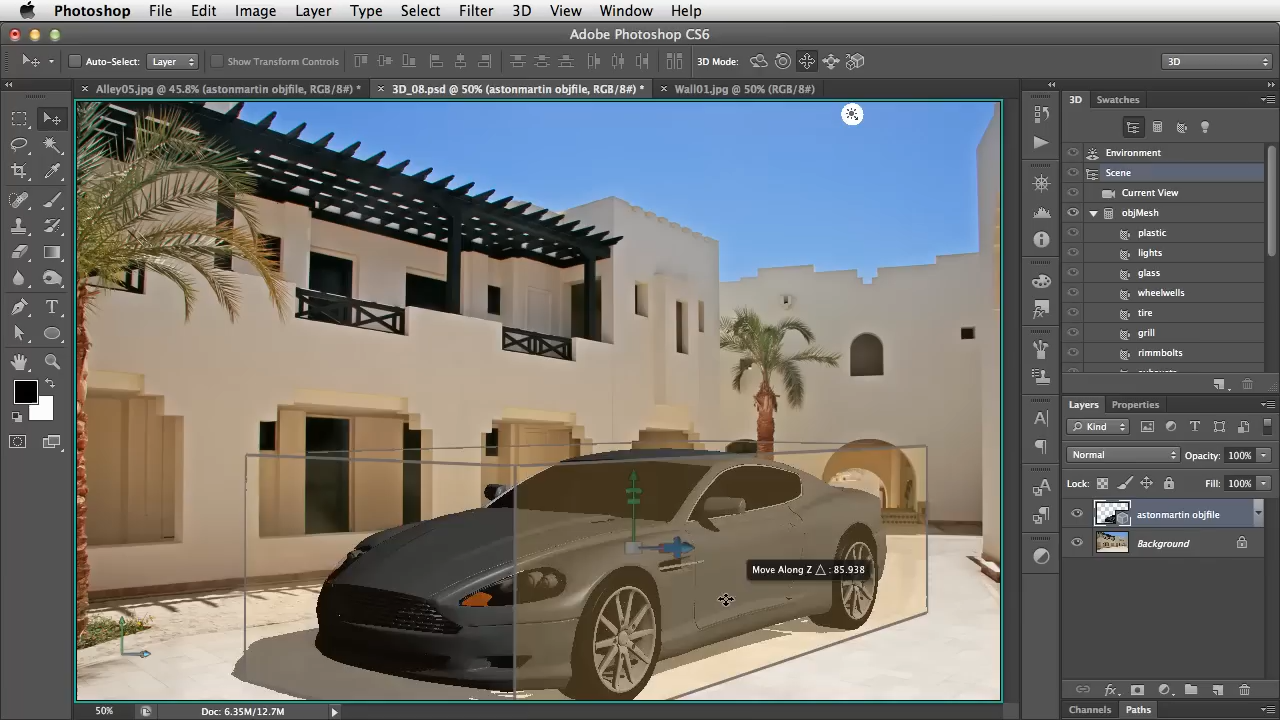 Photoshop File Edit Image Layer Type Select Filter 3D View Window Help
Adobe Photoshop CS6
Auto-Select: Layer Show Transform Controls 3D Mode: 3D
Alley05.jpg @ 45.8% (astonmartin objfile, RGB/8#) * 3D_08.psd @ 50% (astonmartin objfile, RGB/8#) * Wall01.jpg @ 50% (RGB/8#)
3D Swatches
Environment
Scene
Current View
objMesh
plastic
lights
glass
wheelwells
tire
grill
rimmbolts
Layers Properties
Kind
Normal Opacity: 100%
Lock: Fill: 100%
astonmartin objfile
Background
Move Along Z △ : 85.938
50% Doc: 6.35M/12.7M
Channels Paths